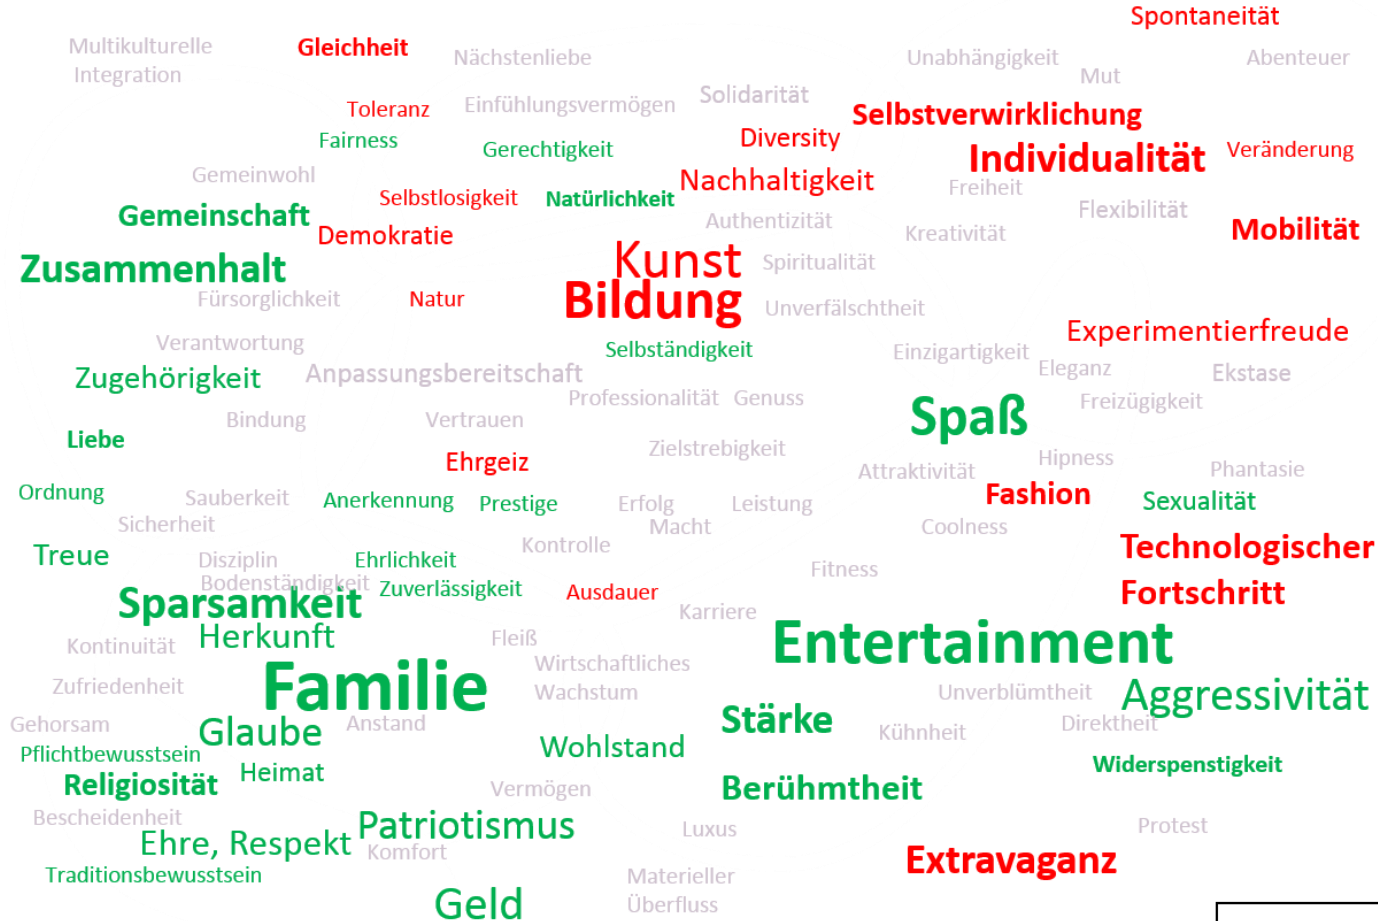 Spontaneität
Multikulturelle
Integration
Gleichheit
Nächstenliebe
Unabhängigkeit
Abenteuer
Mut
Toleranz
Einfühlungsvermögen
Solidarität
Selbstverwirklichung
Fairness
Gerechtigkeit
Diversity
Individualität
Veränderung
Gemeinwohl
Selbstlosigkeit
Natürlichkeit
Nachhaltigkeit
Freiheit
Gemeinschaft
Demokratie
Authentizität
Flexibilität
Kreativität
Mobilität
Zusammenhalt
Kunst
Spiritualität
Fürsorglichkeit
Natur
Bildung
Unverfälschtheit
Verantwortung
Selbständigkeit
Einzigartigkeit
Experimentierfreude
Zugehörigkeit
Anpassungsbereitschaft
Eleganz
Ekstase
Professionalität
Genuss
Freizügigkeit
Bindung
Vertrauen
Spaß
Liebe
Zielstrebigkeit
Ehrgeiz
Attraktivität
Hipness
Phantasie
Ordnung
Sauberkeit
Anerkennung
Prestige
Erfolg
Leistung
Fashion
Sexualität
Sicherheit
Macht
Coolness
Treue
Disziplin
Ehrlichkeit
Kontrolle
Technologischer
Fortschritt
Bodenständigkeit
Zuverlässigkeit
Ausdauer
Fitness
Sparsamkeit
Karriere
Kontinuität
Herkunft
Fleiß
Entertainment
Zufriedenheit
Familie
Wirtschaftliches
Wachstum
Unverblümtheit
Aggressivität
Gehorsam
Glaube
Anstand
Stärke
Kühnheit
Direktheit
Pflichtbewusstsein
Wohlstand
Religiosität
Heimat
Widerspenstigkeit
Vermögen
Berühmtheit
Bescheidenheit
Patriotismus
Luxus
Protest
Ehre, Respekt
Komfort
Extravaganz
Traditionsbewusstsein
Geld
Materieller
Überfluss